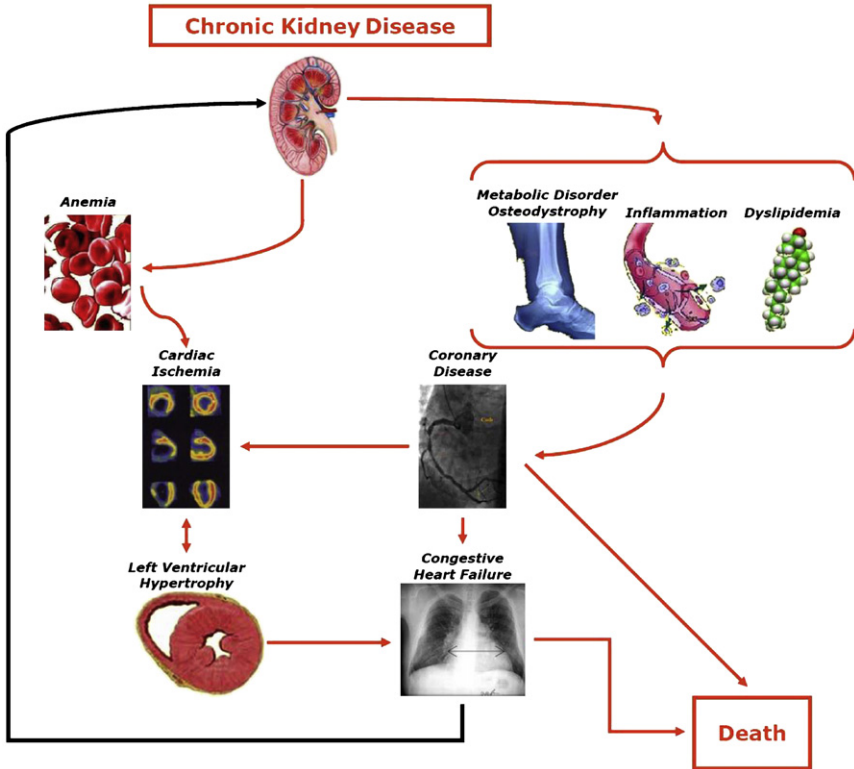 Chronic Kidney Disease
Anemia
Metabolic Disorder
Osteodystrophy
Inflammation
Dyslipidemia
Cardiac
Ischemia
Coronary
Disease
Left Ventricular
Hypertrophy
Congestive
Heart Failure
Death